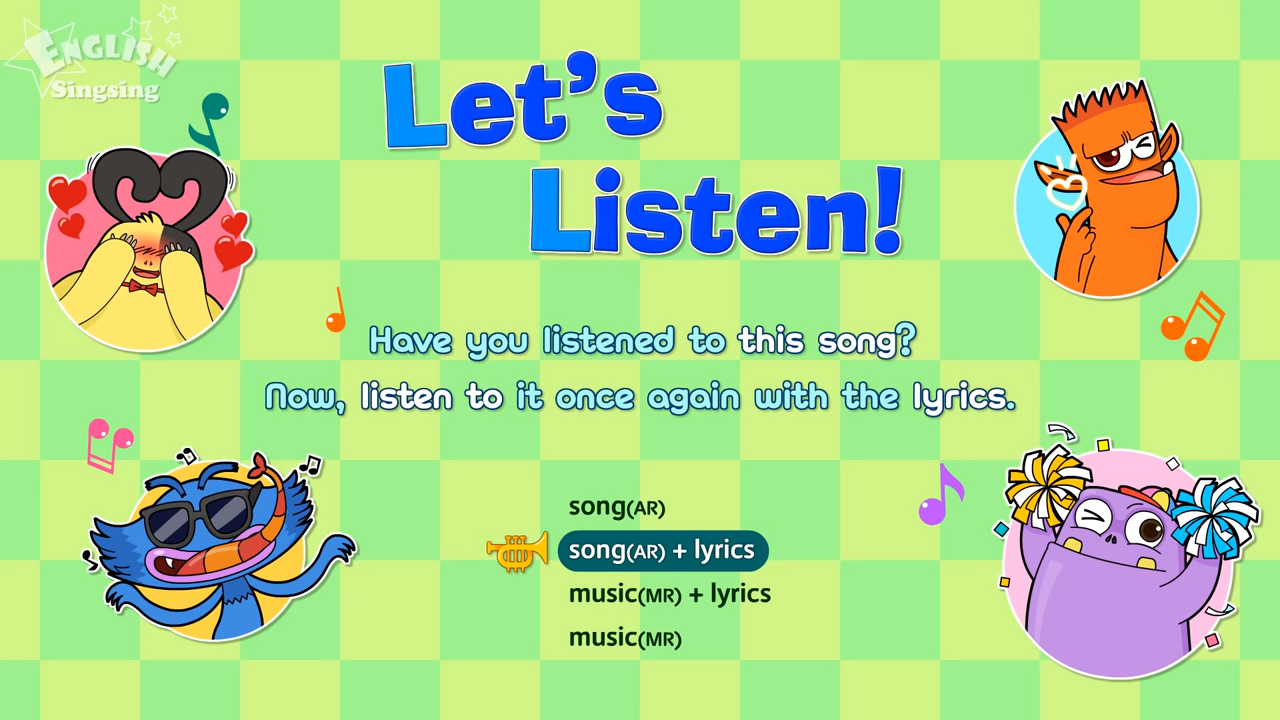 ENGLISH
Singsing
Let's
Listen!
Have you listened to this song?
Now, listen to it once again with the lyrics.
song(AR)
song(AR) + lyrics
music(MR) + lyrics
music(MR)